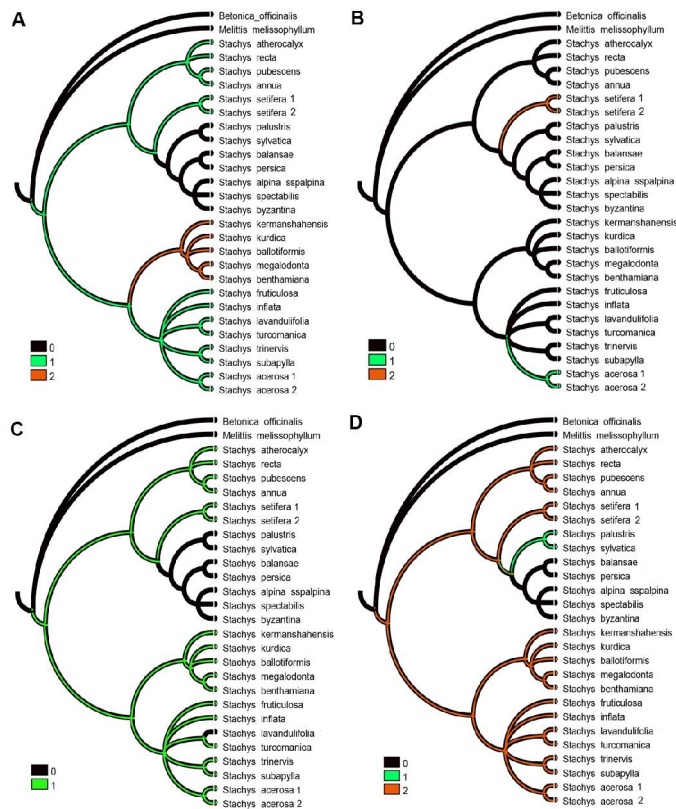 A
Betonica_officinalis
Melittis melissophyllum
Stachys atherocalyx
Stachys recta
Stachys pubescens
Stachys annua
Stachys setifera 1
Stachys setifera 2
Stachys palustris
Stachys sylvatica
Stachys balansae
Stachys persica
Stachys alpina sspalpina
Stachys spectabilis
Stachys byzantina
Stachys kermanshahensis
Stachys kurdica
Stachys ballotiformis
Stachys megalodonta
Stachys benthamiana
Stachys fruticulosa
Stachys inflata
Stachys lavandulifolia
Stachys turcomanica
Stachys trinervis
Stachys subapylla
Stachys acerosa 1
Stachys acerosa 2
0
1
2
B
Betonica officinalis
Melittis melissophyllum
Stachys atherocalyx
Stachys recta
Stachys pubescens
Stachys annua
Stachys setifera 1
Stachys setifera 2
Stachys palustris
Stachys sylvatica
Stachys balansae
Stachys persica
Stachys alpina sspalpina
Stachys spectabilis
Stachys byzantina
Stachys kermanshahensis
Stachys kurdica
Stachys ballotiformis
Stachys megalodonta
Stachys benthamiana
Stachys fruticulosa
Stachys inflata
Stachys lavandulifolia
Stachys turcomanica
Stachys trinervis
Stachys subapylla
Stachys acerosa 1
Stachys acerosa 2
0
1
2
C
Betonica officinalis
Melittis melissophyllum
Stachys atherocalyx
Stachys recta
Stachys pubescens
Stachys annua
Stachys setifera 1
Stachys setifera 2
Stachys palustris
Stachys sylvatica
Stachys balansae
Stachys persica
Stachys alpina sspalpina
Stachys spectabilis
Stachys byzantina
Stachys kermanshahensis
Stachys kurdica
Stachys ballotiformis
Stachys megalodonta
Stachys benthamiana
Stachys fruticulosa
Stachys inflata
Stachys lavandulifolia
Stachys turcomanica
Stachys trinervis
Stachys subapylla
Stachys acerosa 1
Stachys acerosa 2
0
1
D
Betonica officinalis
Melittis melissophyllum
Stachys atherocalyx
Stachys recta
Stachys pubescens
Stachys annua
Stachys setifera 1
Stachys setifera 2
Stachys palustris
Stachys sylvatica
Stachys balansae
Stachys persica
Stachys alpina sspalpina
Stachys spectabilis
Stachys byzantina
Stachys kermanshahensis
Stachys kurdica
Stachys ballotiformis
Stachys megalodonta
Stachys benthamiana
Stachys fruticulosa
Stachys inflata
Stachys lavandulifolia
Stachys turcomanica
Stachys trinervis
Stachys subapylla
Stachys acerosa 1
Stachys acerosa 2
0
1
2